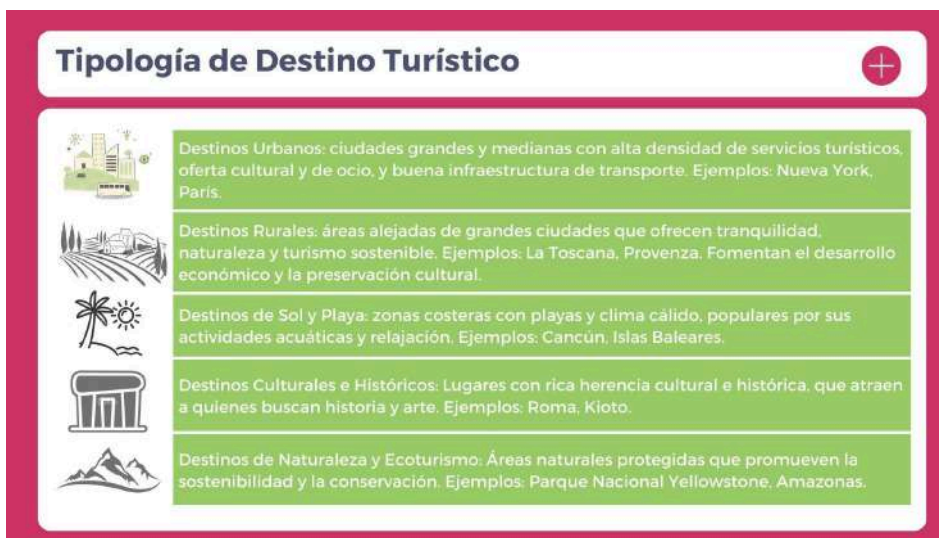 Tipología de Destino Turístico
Destinos Urbanos: ciudades grandes y medianas con alta densidad de servicios turísticos,
oferta cultural y de ocio, y buena infraestructura de transporte. Ejemplos: Nueva York,
París.
Destinos Rurales: áreas alejadas de grandes ciudades que ofrecen tranquilidad,
naturaleza y turismo sostenible. Ejemplos: La Toscana, Provenza. Fomentan el desarrollo
económico y la preservación cultural.
Destinos de Sol y Playa: zonas costeras con playas y clima cálido, populares por sus
actividades acuáticas y relajación. Ejemplos: Cancún, Islas Baleares.
Destinos Culturales e Históricos: Lugares con rica herencia cultural e histórica, que atraen
a quienes buscan historia y arte. Ejemplos: Roma, Kioto.
Destinos de Naturaleza y Ecoturismo: Áreas naturales protegidas que promueven la
sostenibilidad y la conservación. Ejemplos: Parque Nacional Yellowstone, Amazonas.